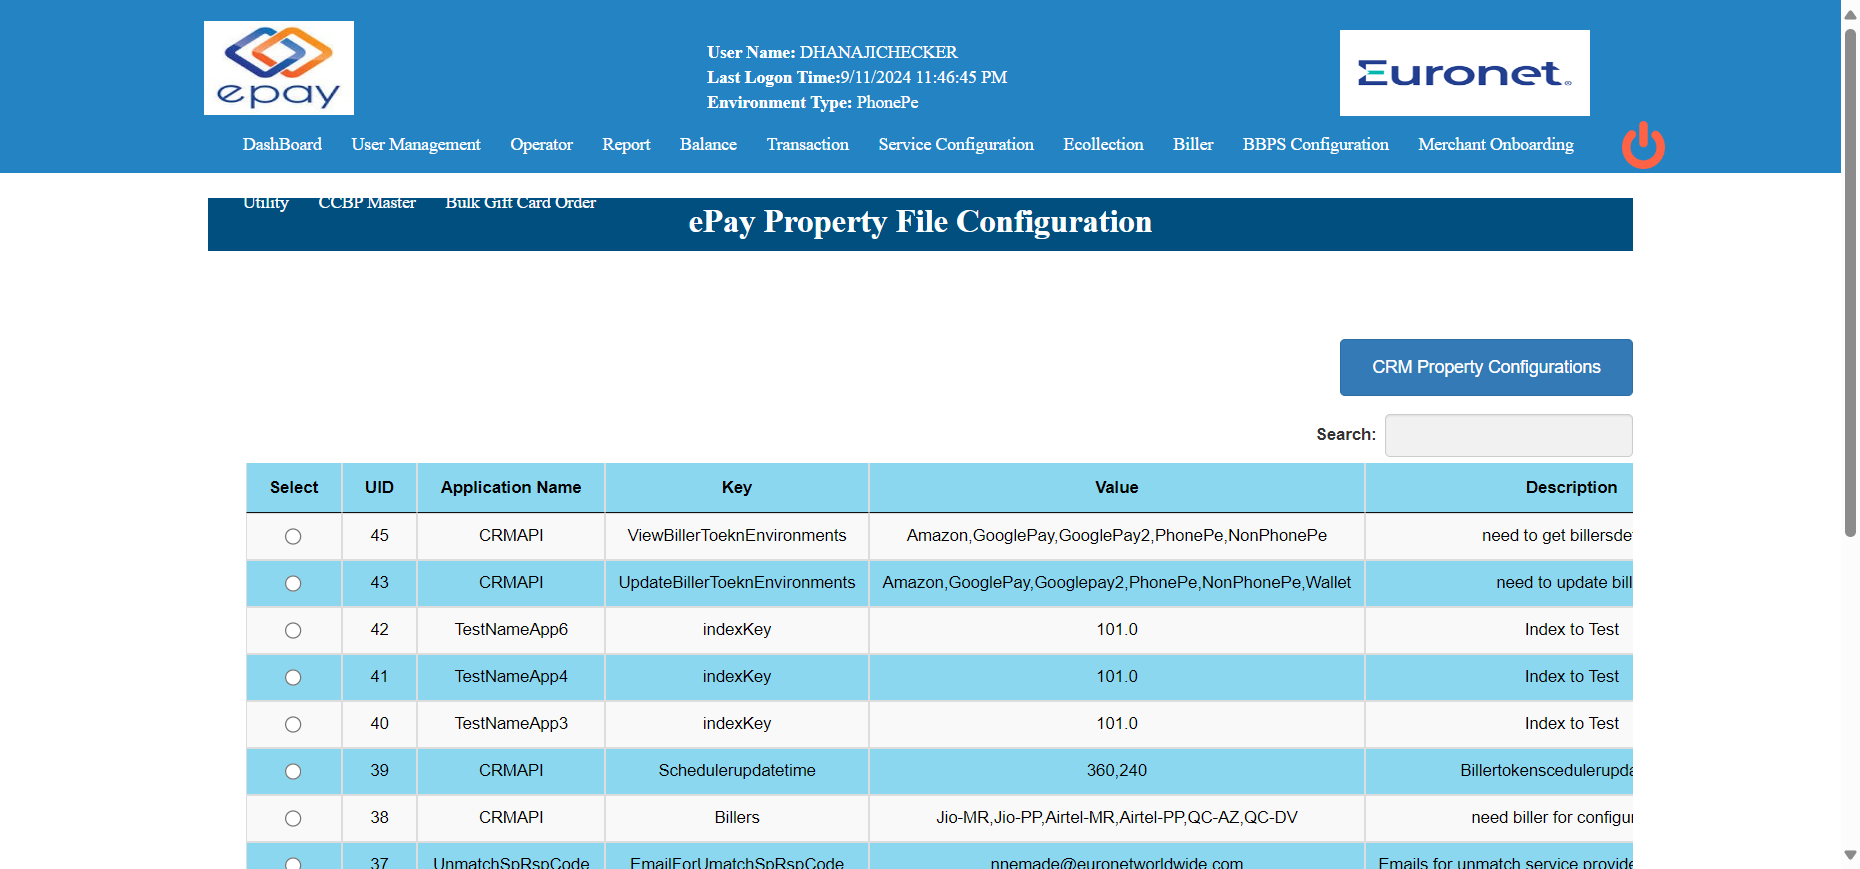 epay
User Name: DHANAJICHECKER
Last Logon Time:9/11/2024 11:46:45 PM
Environment Type: PhonePe
Euronet
DashBoard User Management Operator Report Balance Transaction Service Configuration Ecollection Biller BBPS Configuration Merchant Onboarding
Utility CCBP Master Bulk Gift Card Order
ePay Property File Configuration
CRM Property Configurations
Search:
Select UID Application Name Key Value Description
45 CRMAPI ViewBillerToeknEnvironments Amazon,GooglePay,GooglePay2,PhonePe,NonPhonePe need to get billersde
43 CRMAPI UpdateBillerToeknEnvironments Amazon,GooglePay,Googlepay2,PhonePe,NonPhonePe,Wallet need to update bill
42 TestNameApp6 indexKey 101.0 Index to Test
41 TestNameApp4 indexKey 101.0 Index to Test
40 TestNameApp3 indexKey 101.0 Index to Test
39 CRMAPI Schedulerupdatetime 360,240 Billertokenscedulerupda
38 CRMAPI Billers Jio-MR,Jio-PP,Airtel-MR,Airtel-PP,QC-AZ,QC-DV need biller for configur
37 UnmatchSpRspCode EmailForUmatchSpRspCode nnemade@euronetworldwide.com Emails for unmatch service provide